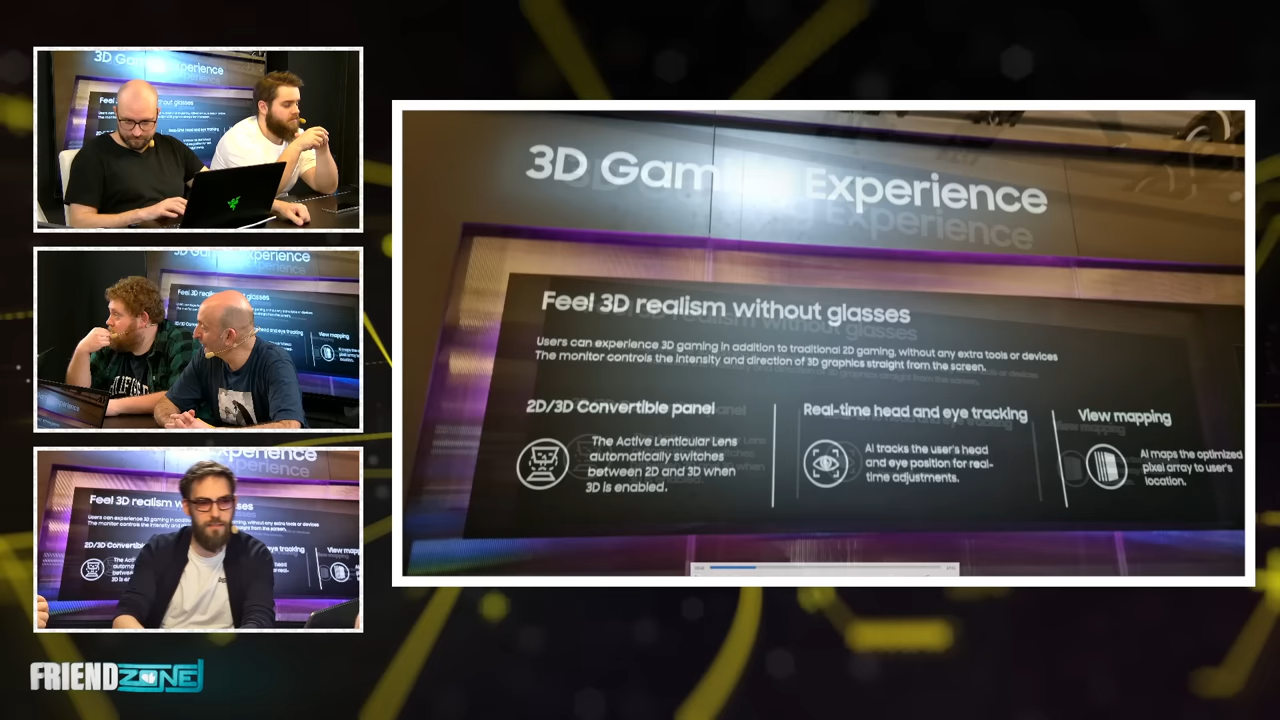 3D Gam Experience
Feel 3D realism without glasses
Users can experience 3D gaming in addition to traditional 2D gaming, without any extra tools or devices
The monitor controls the intensity and direction of 3D graphics straight from the screen.
2D/3D Convertible panel
The Active Lenticular Lens
automatically switches
between 2D and 3D when
3D is enabled.
Real-time head and eye tracking
AI tracks the user's head
and eye position for real-
time adjustments.
View mapping
AI maps the optimized
pixel array to user's
location.
FRIENDZONE